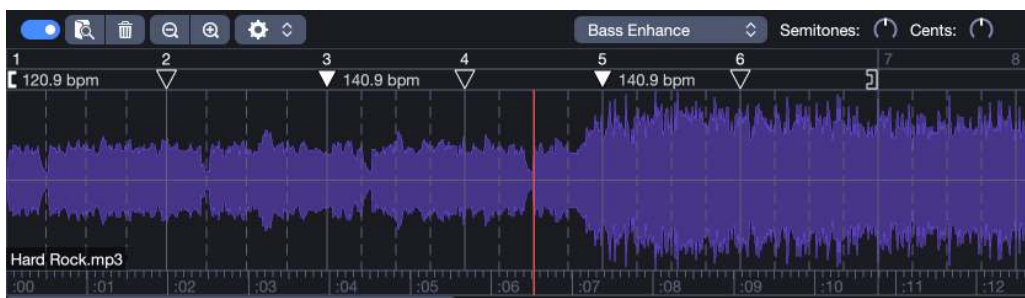 Bass Enhance Semitones: Cents:
1 2 3 4 5 6 7 8
120.9 bpm 140.9 bpm 140.9 bpm
Hard Rock.mp3
:00 :01 :02 :03 :04 :05 :06 :07 :08 :09 :10 :11 :12